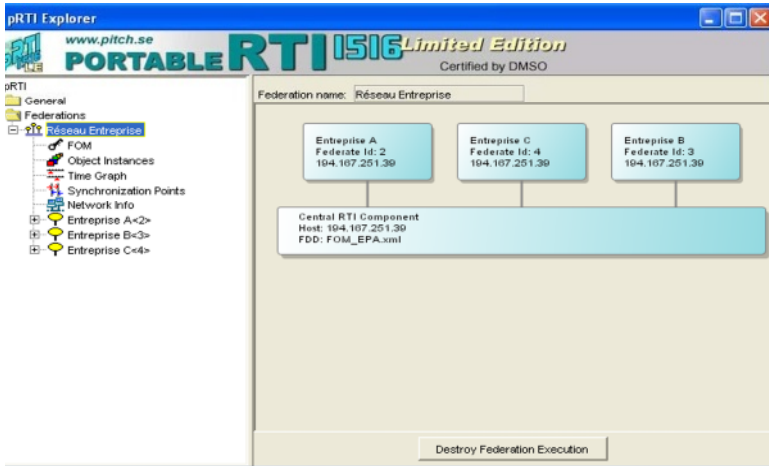 pRTI Explorer
www.pitch.se
PORTABLE RTI 1516 Limited Edition
Certified by DMSO
pRTI
General
Federations
Réseau Entreprise
FOM
Object Instances
Time Graph
Synchronization Points
Network Info
Entreprise A<2>
Entreprise B<3>
Entreprise C<4>
Federation name: Réseau Entreprise
Entreprise A
Federate Id: 2
194.167.251.39
Entreprise C
Federate Id: 4
194.167.251.39
Entreprise B
Federate Id: 3
194.167.251.39
Central RTI Component
Host: 194.167.251.39
FDD: FOM_EPA.xml
Destroy Federation Execution